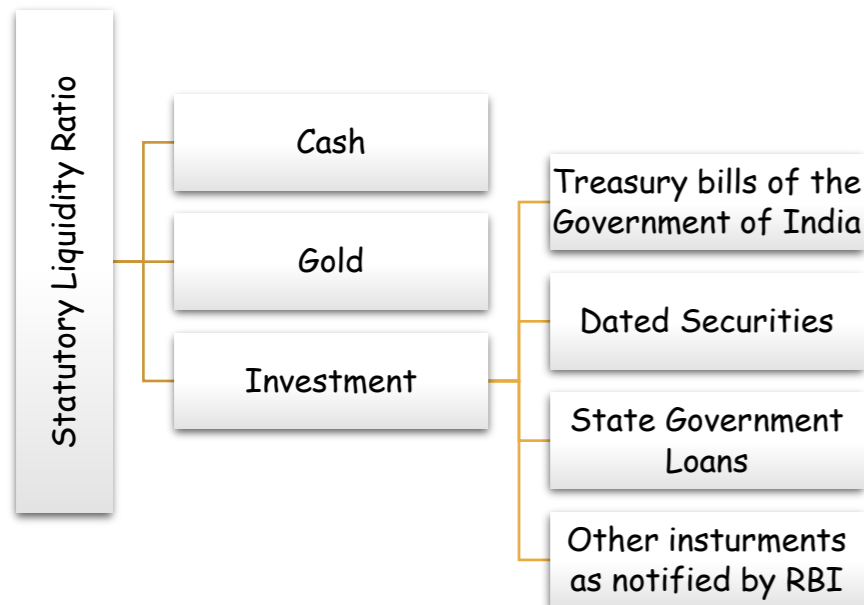 Statutory Liquidity Ratio
Cash
Gold
Investment
Treasury bills of the
Government of India
Dated Securities
State Government
Loans
Other insturments
as notified by RBI